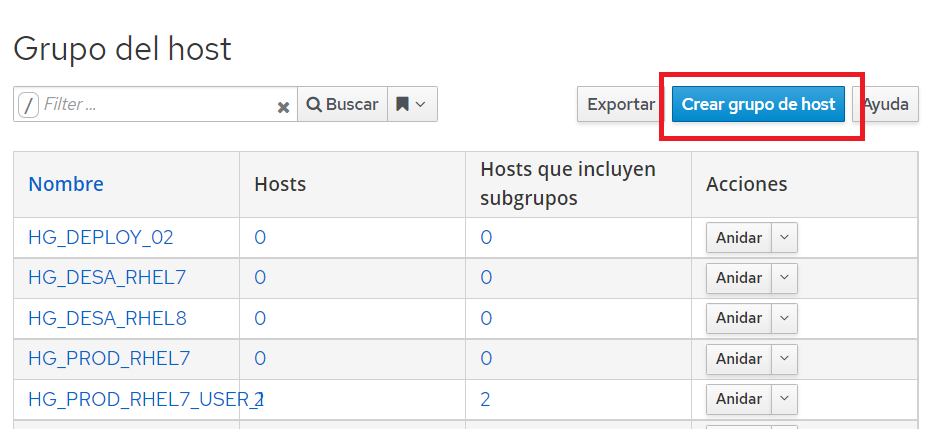 Grupo del host
/ Filter ... Buscar Exportar Crear grupo de host Ayuda
Nombre Hosts Hosts que incluyen subgrupos Acciones
HG_DEPLOY_02 0 0 Anidar
HG_DESA_RHEL7 0 0 Anidar
HG_DESA_RHEL8 0 0 Anidar
HG_PROD_RHEL7 0 0 Anidar
HG_PROD_RHEL7_USER_1 2 2 Anidar